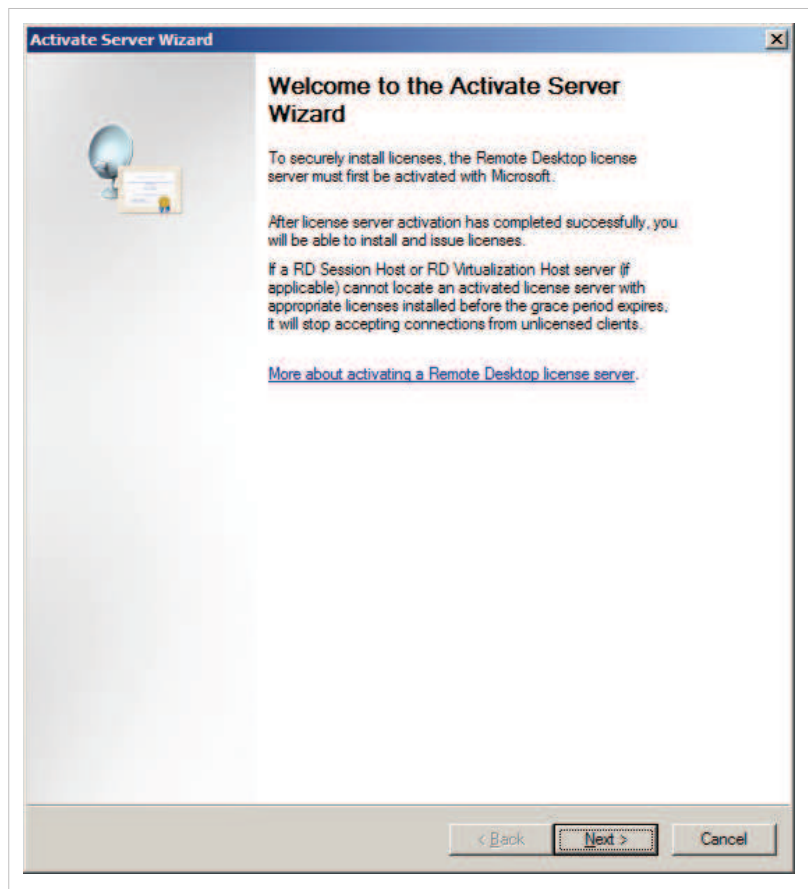 Activate Server Wizard
Welcome to the Activate Server
Wizard
To securely install licenses, the Remote Desktop license
server must first be activated with Microsoft.
After license server activation has completed successfully, you
will be able to install and issue licenses.
If a RD Session Host or RD Virtualization Host server (if
applicable) cannot locate an activated license server with
appropriate licenses installed before the grace period expires,
it will stop accepting connections from unlicensed clients.
More about activating a Remote Desktop license server.
< Back Next > Cancel